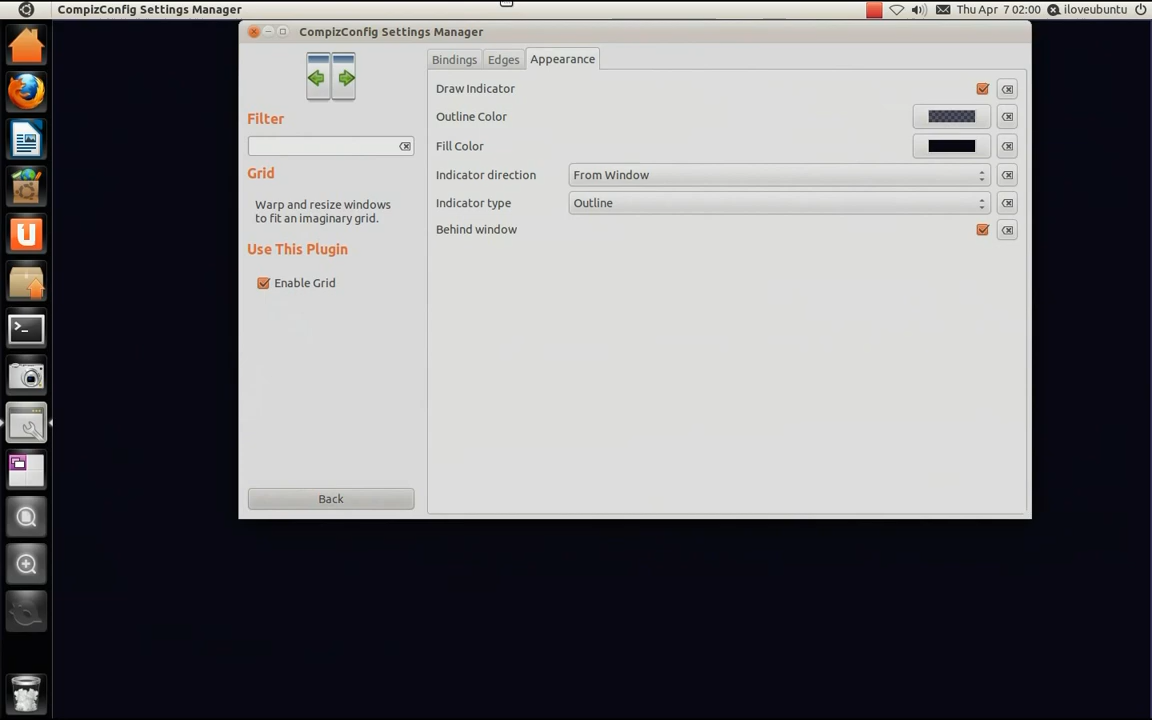 CompizConfig Settings Manager
Thu Apr 7 02:00 iloveubuntu
CompizConfig Settings Manager
Filter
Grid
Warp and resize windows
to fit an imaginary grid.
Use This Plugin
Enable Grid
Back
Bindings Edges Appearance
Draw Indicator
Outline Color
Fill Color
Indicator direction From Window
Indicator type Outline
Behind window